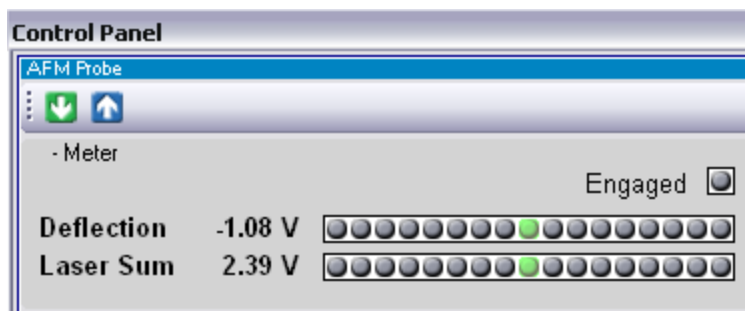 Control Panel
AFM Probe
- Meter
Engaged
Deflection -1.08 V
Laser Sum 2.39 V